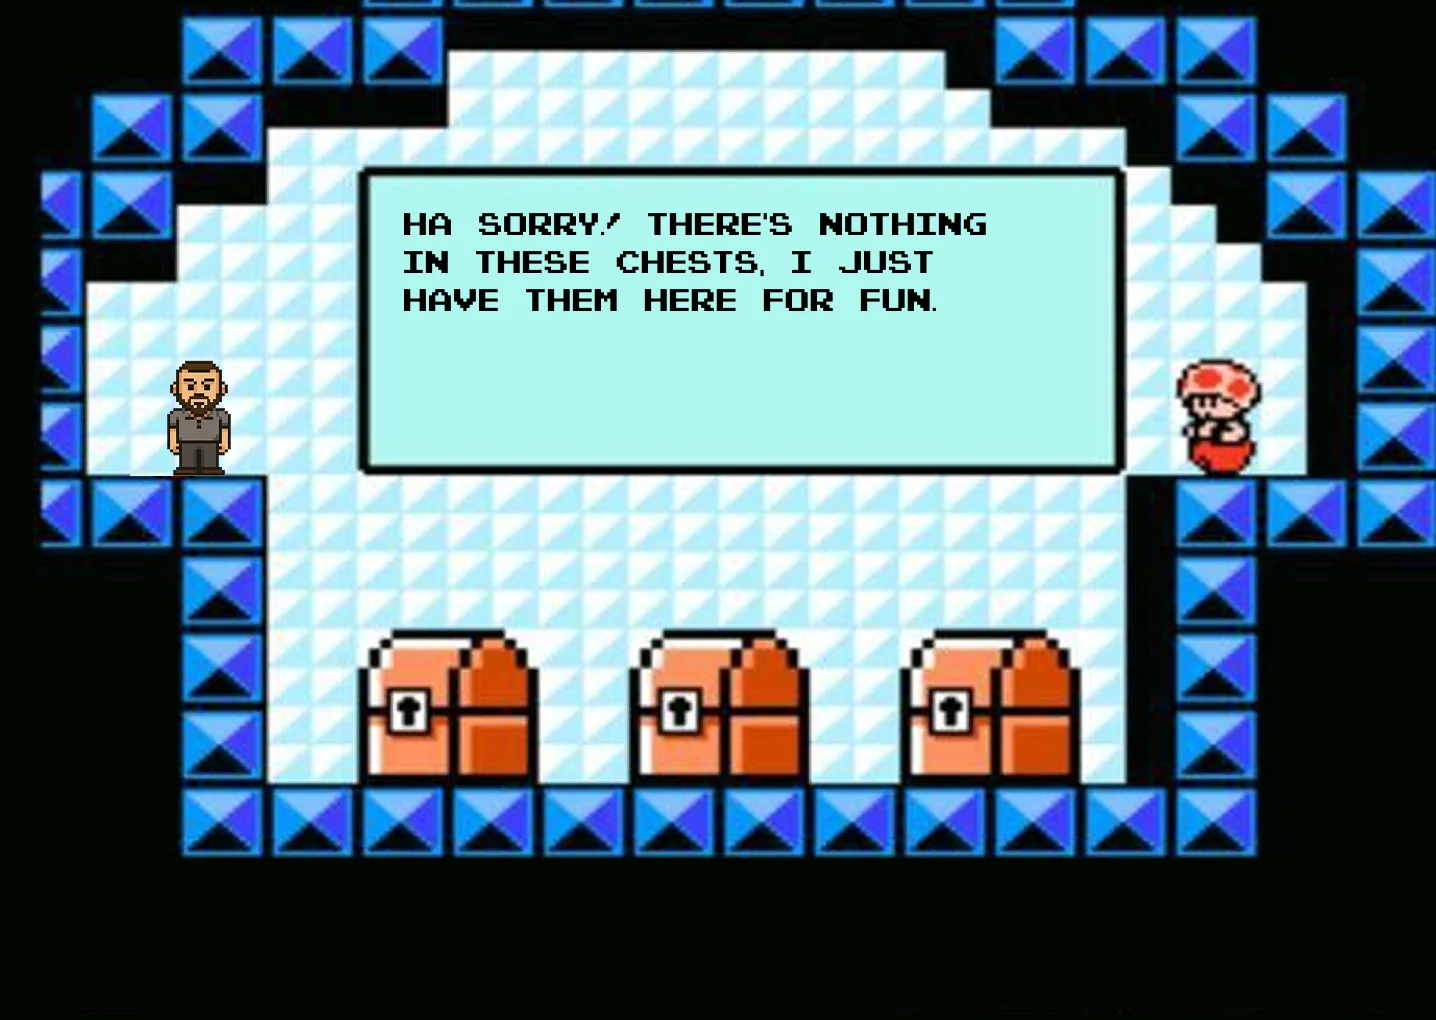 HA SORRY! THERE'S NOTHING
IN THESE CHESTS, I JUST
HAVE THEM HERE FOR FUN.